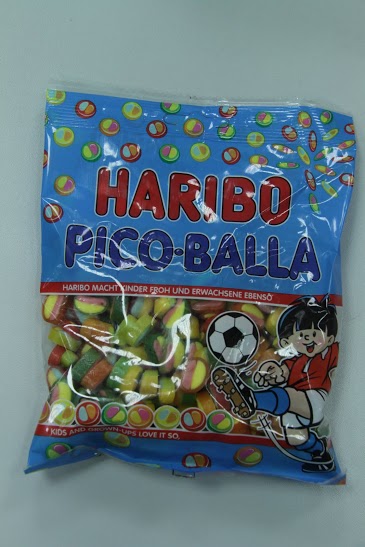 HARIBO
PICO-BALLA
HARIBO MACHT KINDER FROH UND ERWACHSENE EBENSO
KIDS AND GROWN-UPS LOVE IT SO,